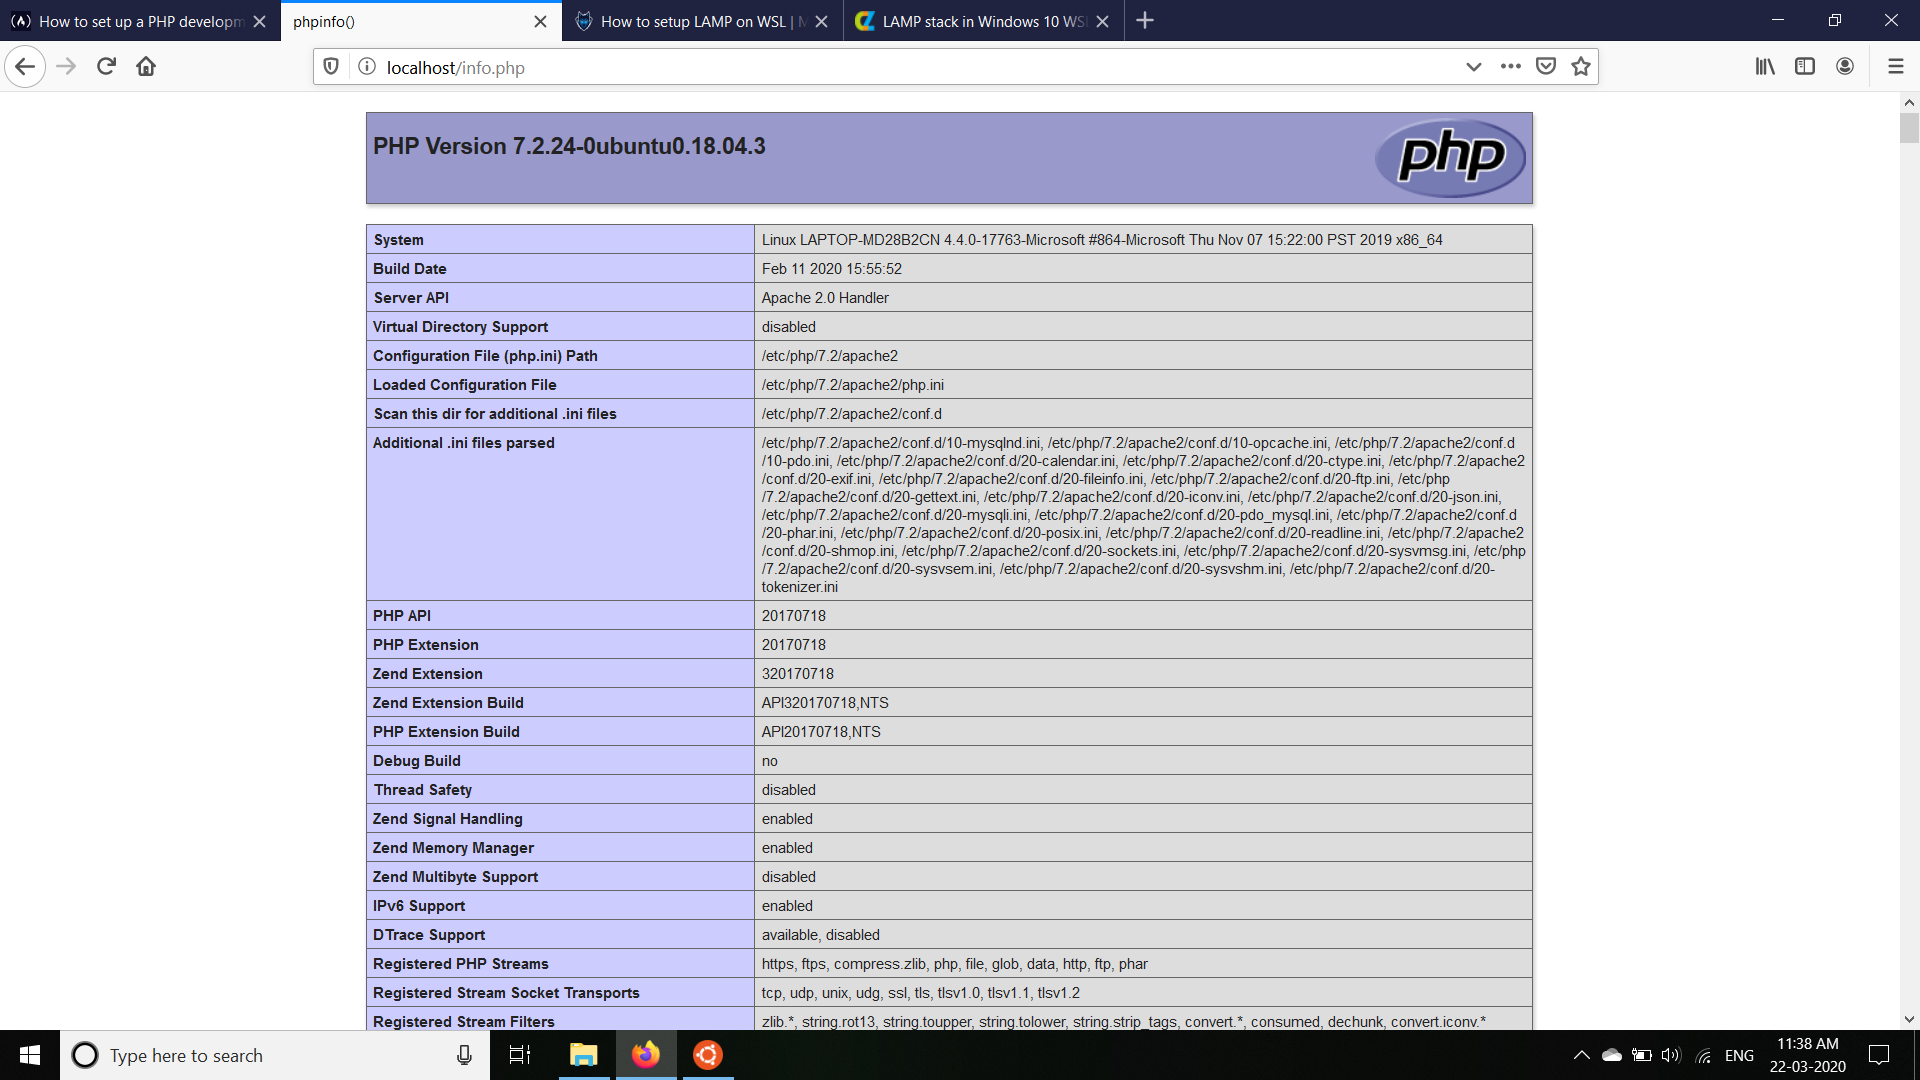 How to set up a PHP developm
phpinfo()
How to setup LAMP on WSL | M
LAMP stack in Windows 10 WS
localhost/info.php
PHP Version 7.2.24-0ubuntu0.18.04.3
php
System Linux LAPTOP-MD28B2CN 4.4.0-17763-Microsoft #864-Microsoft Thu Nov 07 15:22:00 PST 2019 x86_64
Build Date Feb 11 2020 15:55:52
Server API Apache 2.0 Handler
Virtual Directory Support disabled
Configuration File (php.ini) Path /etc/php/7.2/apache2
Loaded Configuration File /etc/php/7.2/apache2/php.ini
Scan this dir for additional .ini files /etc/php/7.2/apache2/conf.d
Additional .ini files parsed /etc/php/7.2/apache2/conf.d/10-mysqlnd.ini, /etc/php/7.2/apache2/conf.d/10-opcache.ini, /etc/php/7.2/apache2/conf.d
/10-pdo.ini, /etc/php/7.2/apache2/conf.d/20-calendar.ini, /etc/php/7.2/apache2/conf.d/20-ctype.ini, /etc/php/7.2/apache2
/conf.d/20-exif.ini, /etc/php/7.2/apache2/conf.d/20-fileinfo.ini, /etc/php/7.2/apache2/conf.d/20-ftp.ini, /etc/php
/7.2/apache2/conf.d/20-gettext.ini, /etc/php/7.2/apache2/conf.d/20-iconv.ini, /etc/php/7.2/apache2/conf.d/20-json.ini,
/etc/php/7.2/apache2/conf.d/20-mysqli.ini, /etc/php/7.2/apache2/conf.d/20-pdo_mysql.ini, /etc/php/7.2/apache2/conf.d
/20-phar.ini, /etc/php/7.2/apache2/conf.d/20-posix.ini, /etc/php/7.2/apache2/conf.d/20-readline.ini, /etc/php/7.2/apache2
/conf.d/20-shmop.ini, /etc/php/7.2/apache2/conf.d/20-sockets.ini, /etc/php/7.2/apache2/conf.d/20-sysvmsg.ini, /etc/php
/7.2/apache2/conf.d/20-sysvsem.ini, /etc/php/7.2/apache2/conf.d/20-sysvshm.ini, /etc/php/7.2/apache2/conf.d/20-
tokenizer.ini
PHP API 20170718
PHP Extension 20170718
Zend Extension 320170718
Zend Extension Build API320170718,NTS
PHP Extension Build API20170718,NTS
Debug Build no
Thread Safety disabled
Zend Signal Handling enabled
Zend Memory Manager enabled
Zend Multibyte Support disabled
IPv6 Support enabled
DTrace Support available, disabled
Registered PHP Streams https, ftps, compress.zlib, php, file, glob, data, http, ftp, phar
Registered Stream Socket Transports tcp, udp, unix, udg, ssl, tls, tlsv1.0, tlsv1.1, tlsv1.2
Registered Stream Filters zlib.*, string.rot13, string.toupper, string.tolower, string.strip_tags, convert.*, consumed, dechunk, convert.iconv.*
Type here to search
ENG
11:38 AM
22-03-2020